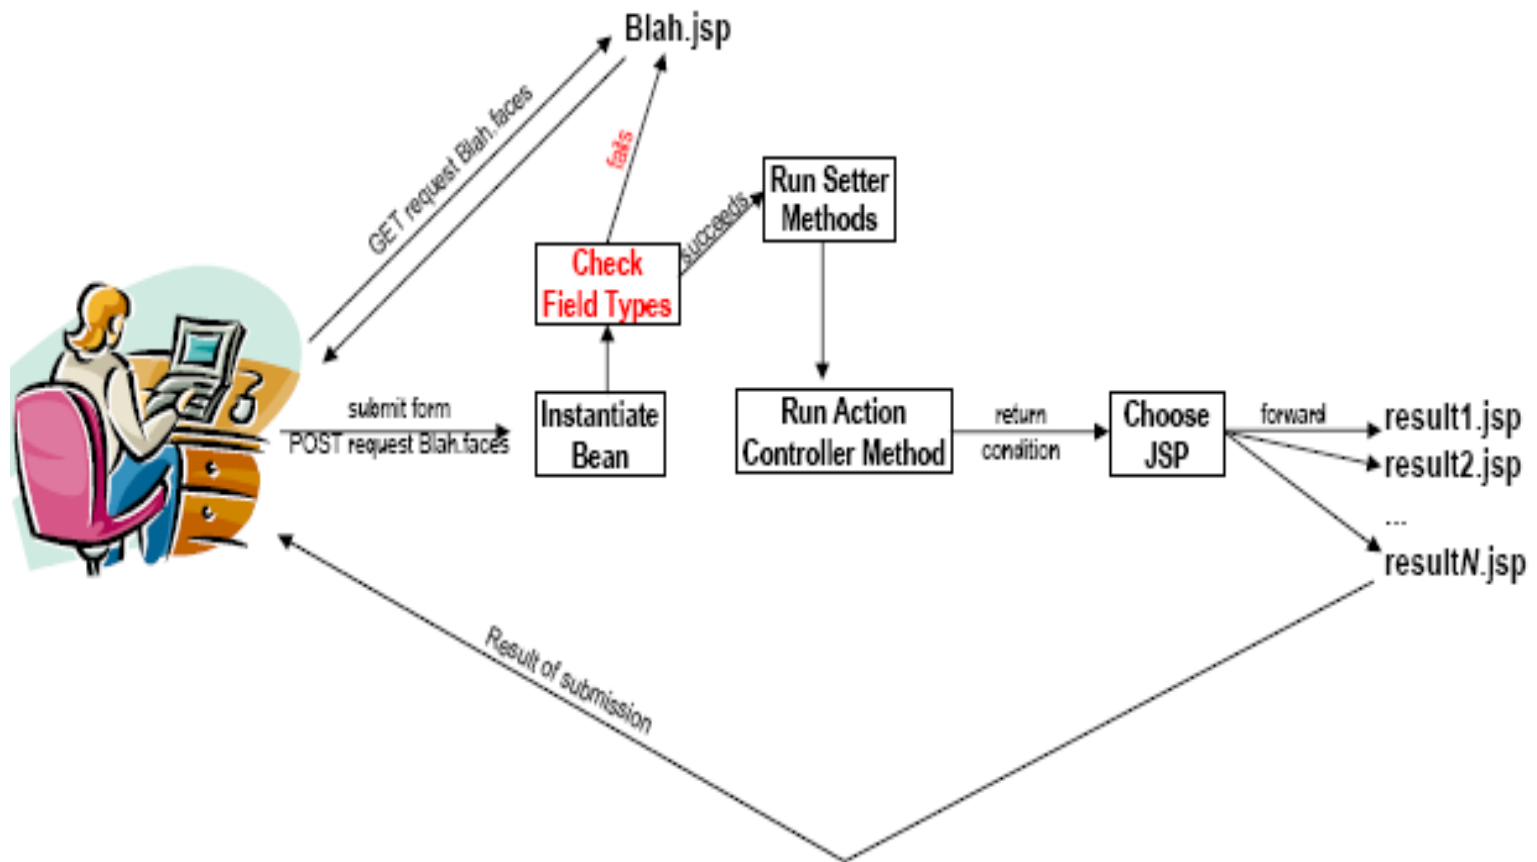 Blah.jsp
GET request Blah.faces
fails
Run Setter
Methods
succeeds
Check
Field Types
submit form
POST request Blah.faces
Instantiate
Bean
Run Action
Controller Method
return
condition
Choose
JSP
forward
result1.jsp
result2.jsp
...
resultN.jsp
Result of submission